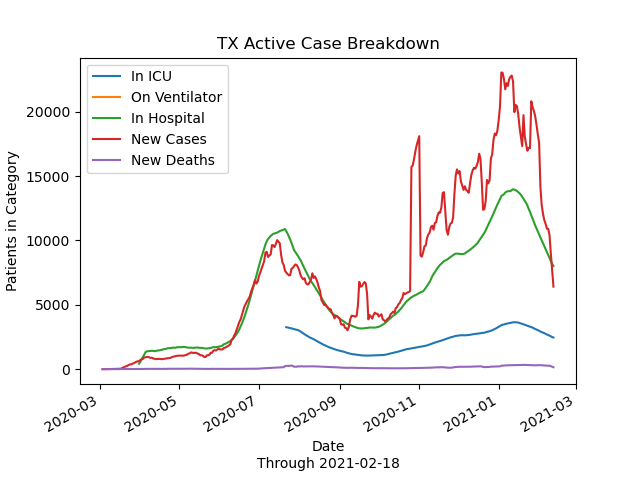 TX Active Case Breakdown
In ICU
On Ventilator
In Hospital
New Cases
New Deaths
Patients in Category
20000
15000
10000
5000
0
2020-03
2020-05
2020-07
2020-09
2020-11
2021-01
2021-03
Date
Through 2021-02-18